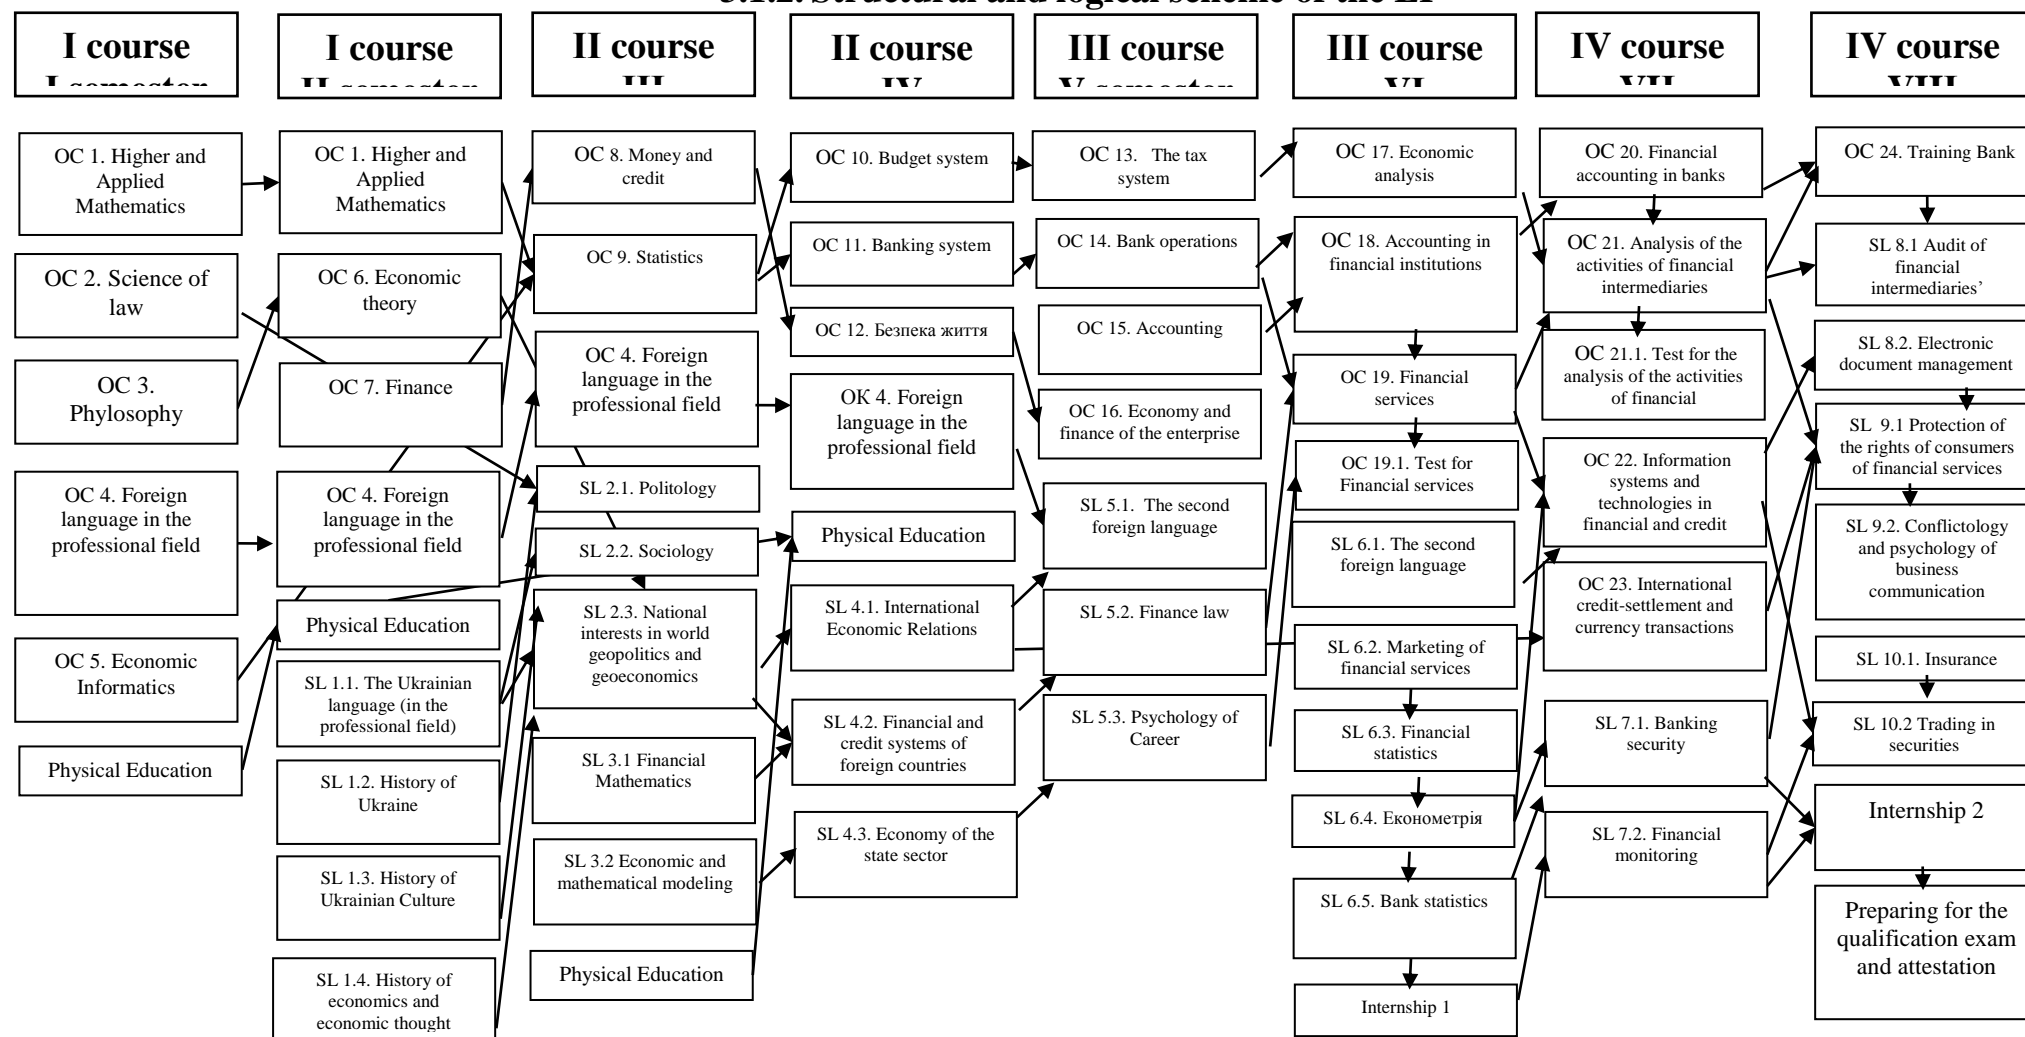 3.1.2. Structural and logical scheme of the EP
I course
I semester
I course
II semester
II course
III
II course
IV
III course
V semester
III course
VI
IV course
VII
IV course
VIII
OC 1. Higher and
Applied
Mathematics
OC 2. Science of
law
OC 3.
Phylosophy
OC 4. Foreign
language in the
professional field
OC 5. Economic
Informatics
Physical Education
OC 1. Higher and
Applied
Mathematics
OC 6. Economic
theory
OC 7. Finance
OC 4. Foreign
language in the
professional field
Physical Education
SL 1.1. The Ukrainian
language (in the
professional field)
SL 1.2. History of
Ukraine
SL 1.3. History of
Ukrainian Culture
SL 1.4. History of
economics and
economic thought
OC 8. Money and
credit
OC 9. Statistics
OC 4. Foreign
language in the
professional field
SL 2.1. Politology
SL 2.2. Sociology
SL 2.3. National
interests in world
geopolitics and
geoeconomics
SL 3.1 Financial
Mathematics
SL 3.2 Economic and
mathematical modeling
Physical Education
OC 10. Budget system
OC 11. Banking system
OC 12. Безпека життя
ОК 4. Foreign
language in the
professional field
Physical Education
SL 4.1. International
Economic Relations
SL 4.2. Financial and
credit systems of
foreign countries
SL 4.3. Economy of the
state sector
OC 13. The tax
system
OC 14. Bank operations
OC 15. Accounting
OC 16. Economy and
finance of the enterprise
SL 5.1. The second
foreign language
SL 5.2. Finance law
SL 5.3. Psychology of
Career
OC 17. Economic
analysis
OC 18. Accounting in
financial institutions
OC 19. Financial
services
OC 19.1. Test for
Financial services
SL 6.1. The second
foreign language
SL 6.2. Marketing of
financial services
SL 6.3. Financial
statistics
SL 6.4. Економетрія
SL 6.5. Bank statistics
Internship 1
OC 20. Financial
accounting in banks
OC 21. Analysis of the
activities of financial
intermediaries
OC 21.1. Test for the
analysis of the activities
of financial
OC 22. Information
systems and
technologies in
financial and credit
OC 23. International
credit-settlement and
currency transactions
SL 7.1. Banking
security
SL 7.2. Financial
monitoring
OC 24. Training Bank
SL 8.1 Audit of
financial
intermediaries’
SL 8.2. Electronic
document management
SL 9.1 Protection of
the rights of consumers
of financial services
SL 9.2. Conflictology
and psychology of
business
communication
SL 10.1. Insurance
SL 10.2 Trading in
securities
Internship 2
Preparing for the
qualification exam
and attestation